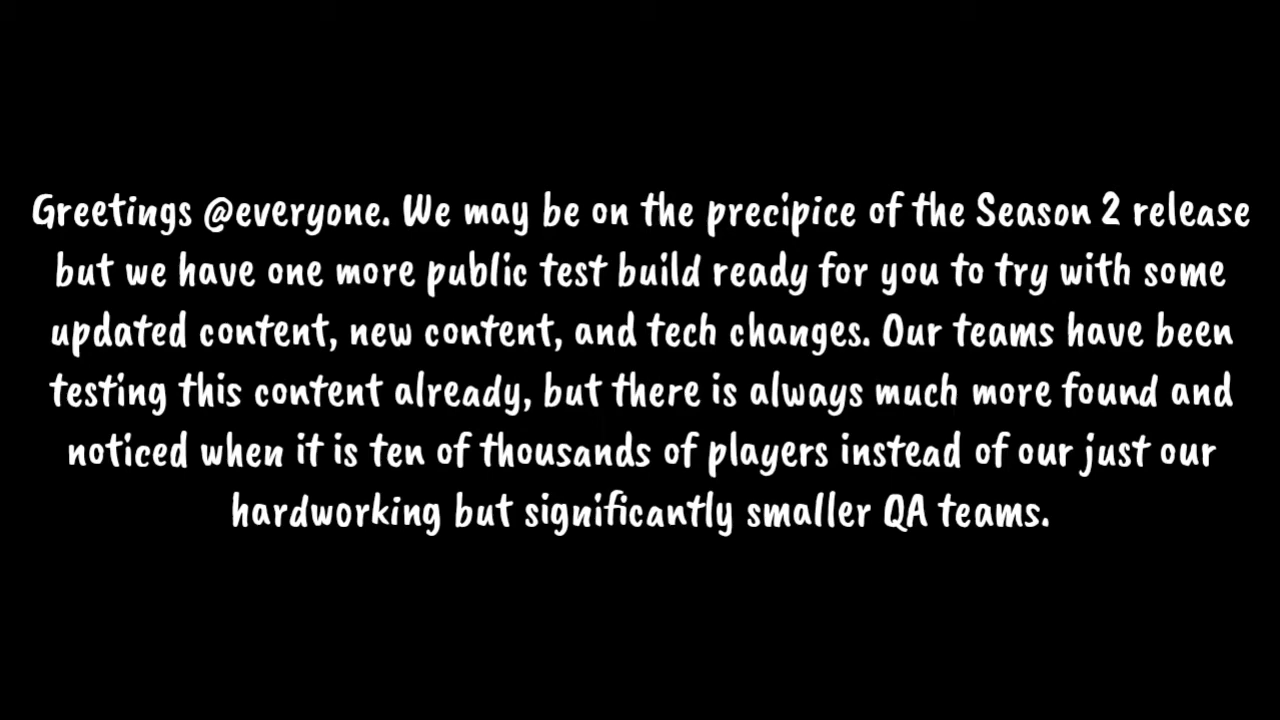 Greetings @everyone. We may be on the precipice of the Season 2 release
but we have one more public test build ready for you to try with some
updated content, new content, and tech changes. Our teams have been
testing this content already, but there is always much more found and
noticed when it is ten of thousands of players instead of our just our
hardworking but significantly smaller QA teams.